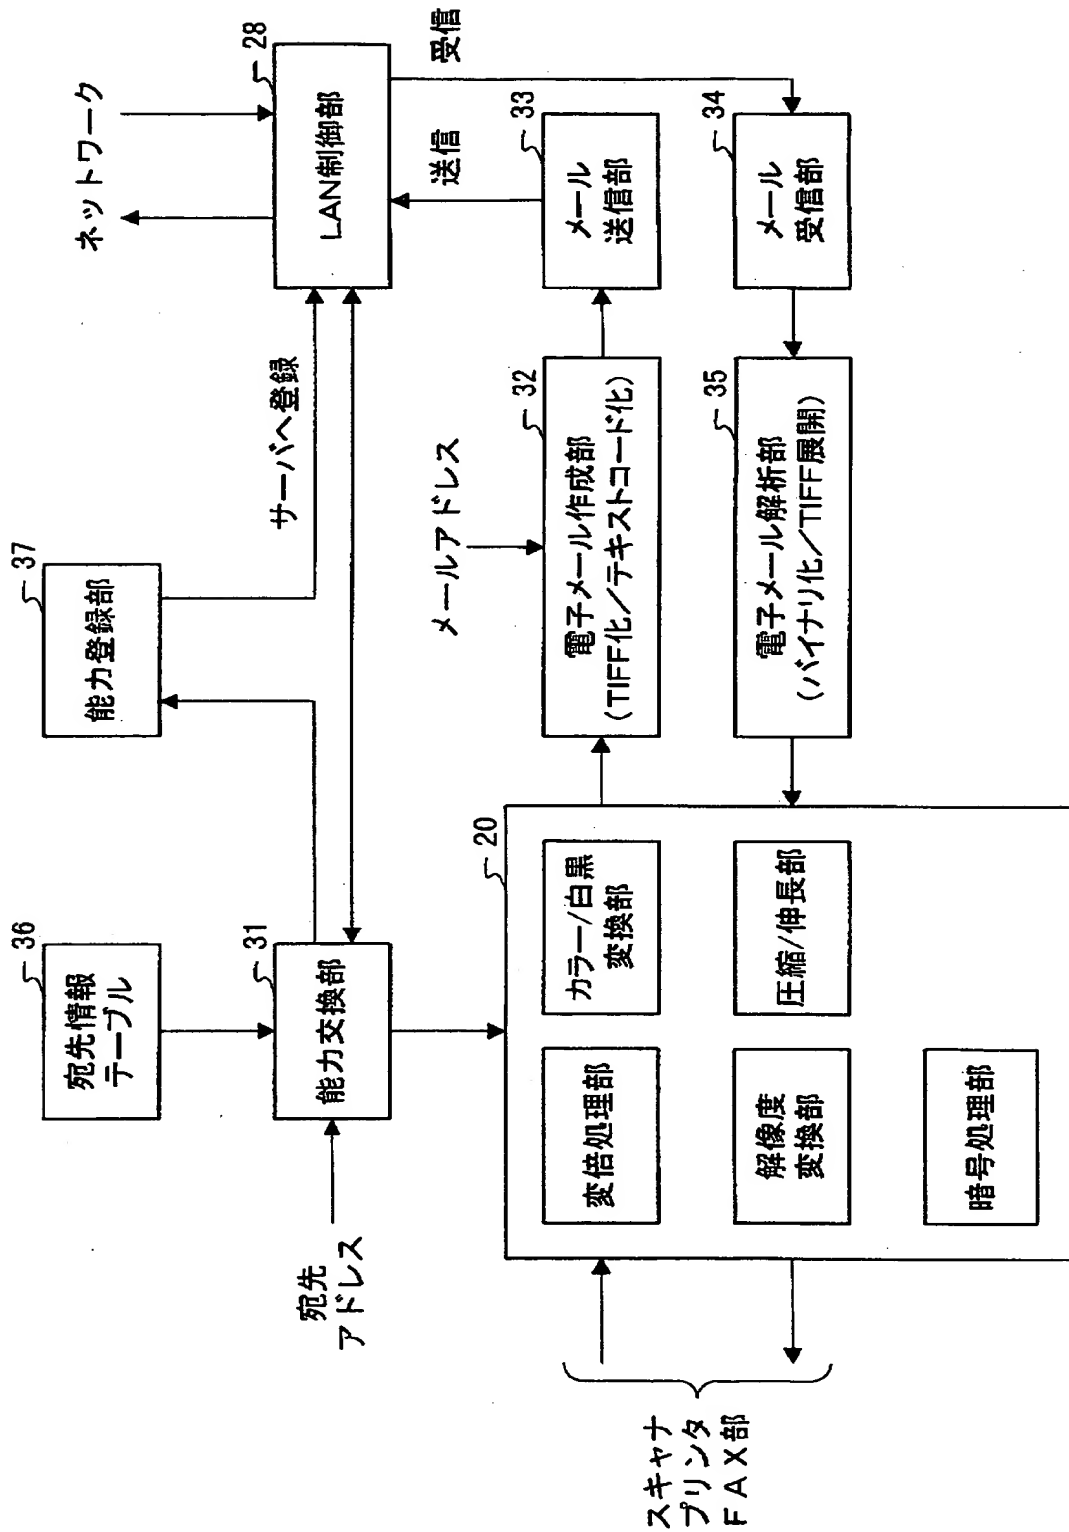 宛先情報
テーブル
36
能力登録部
37
ネットワーク
サーバへ登録
宛先
アドレス
能力交換部
31
LAN制御部
28
メールアドレス
送信
受信
スキャナ
プリンタ
FAX部
20
変倍処理部
カラー/白黒
変換部
解像度
変換部
圧縮/伸長部
暗号処理部
電子メール作成部
(TIFF化/テキストコード化)
32
メール
送信部
33
電子メール解析部
(バイナリ化/TIFF展開)
35
メール
受信部
34